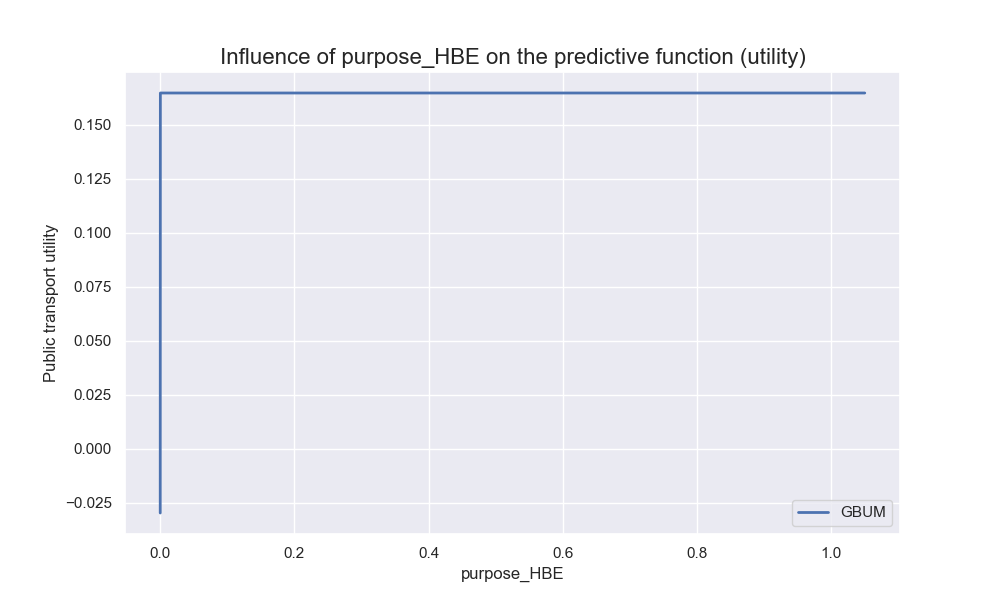 Influence of purpose_HBE on the predictive function (utility)
0.150
0.125
0.100
0.075
0.050
0.025
0.000
−0.025
Public transport utility
GBUM
0.0 0.2 0.4 0.6 0.8 1.0
purpose_HBE